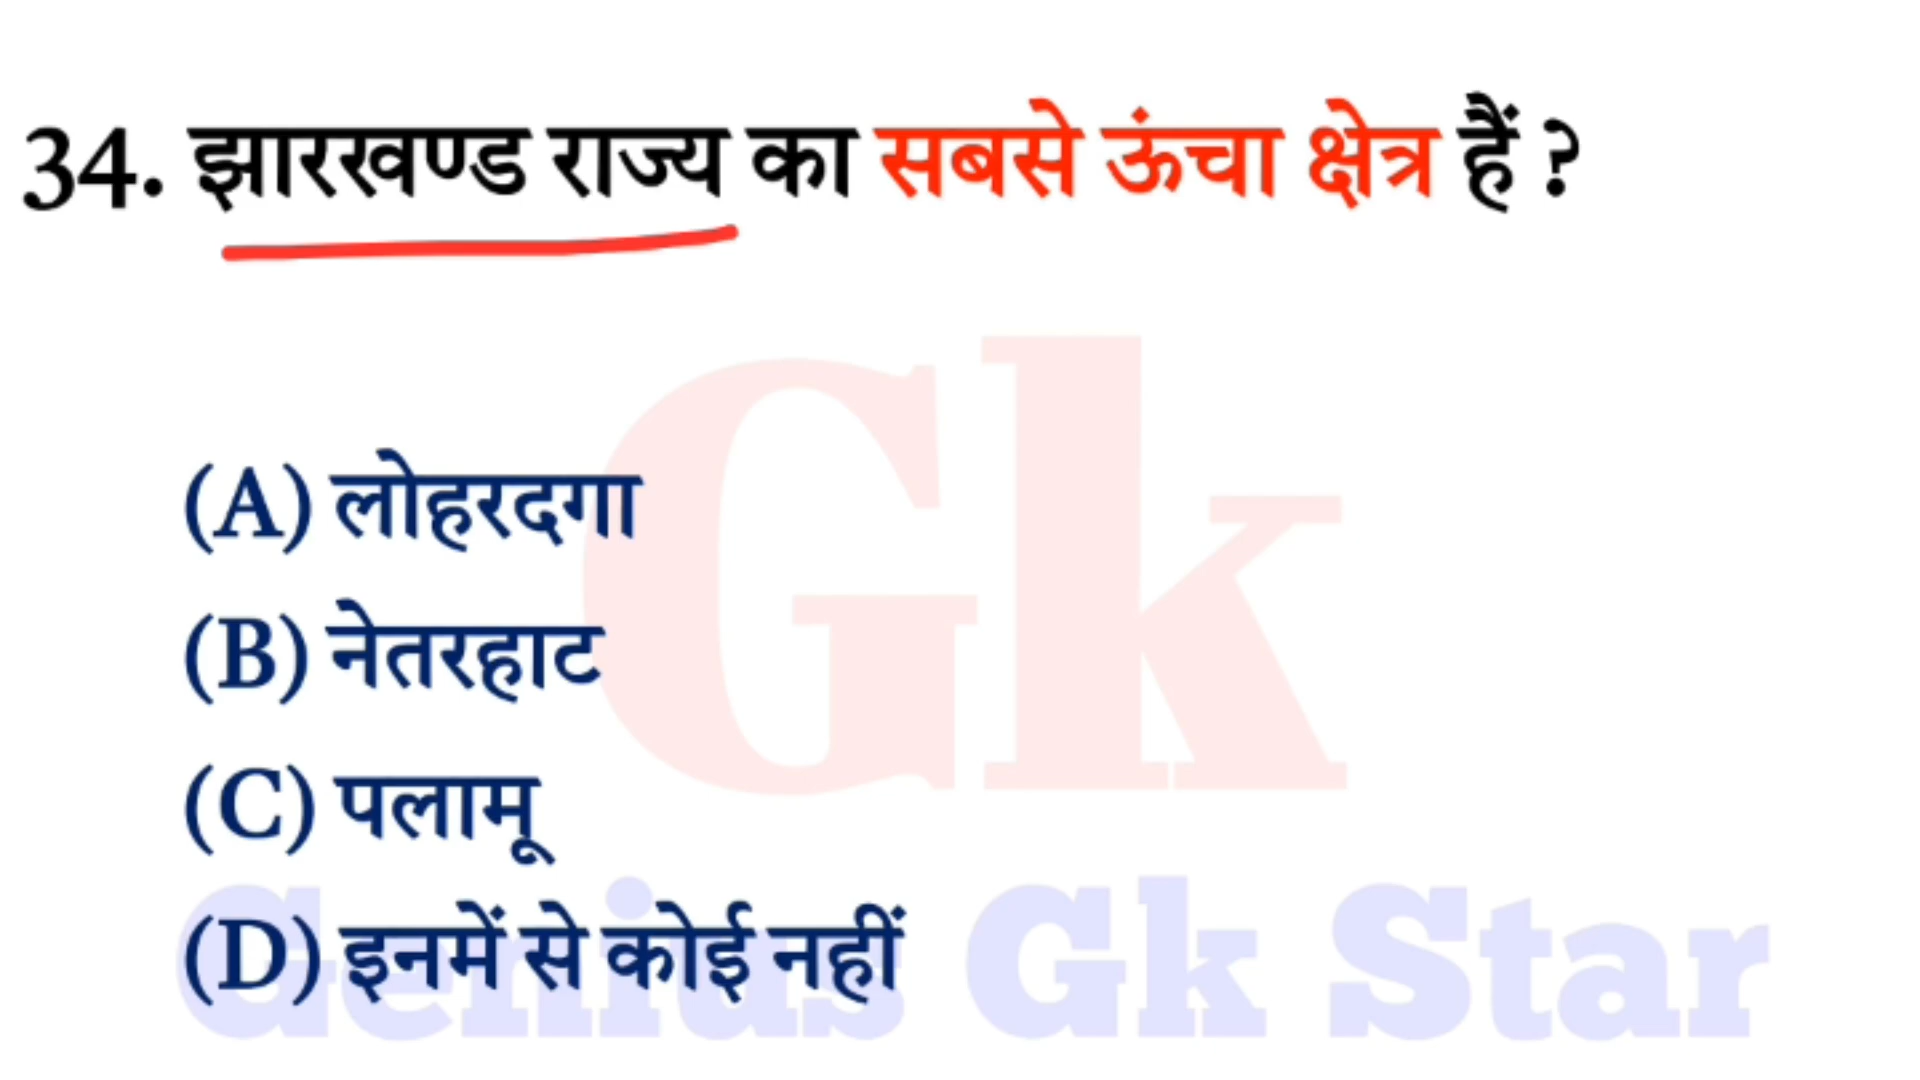 34. झारखण्ड राज्य का सबसे ऊंचा क्षेत्र हैं ?
(A) लोहरदगा
(B) नेतरहाट
(C) पलामू
(D) इनमें से कोई नहीं
Gk
Genius Gk Star